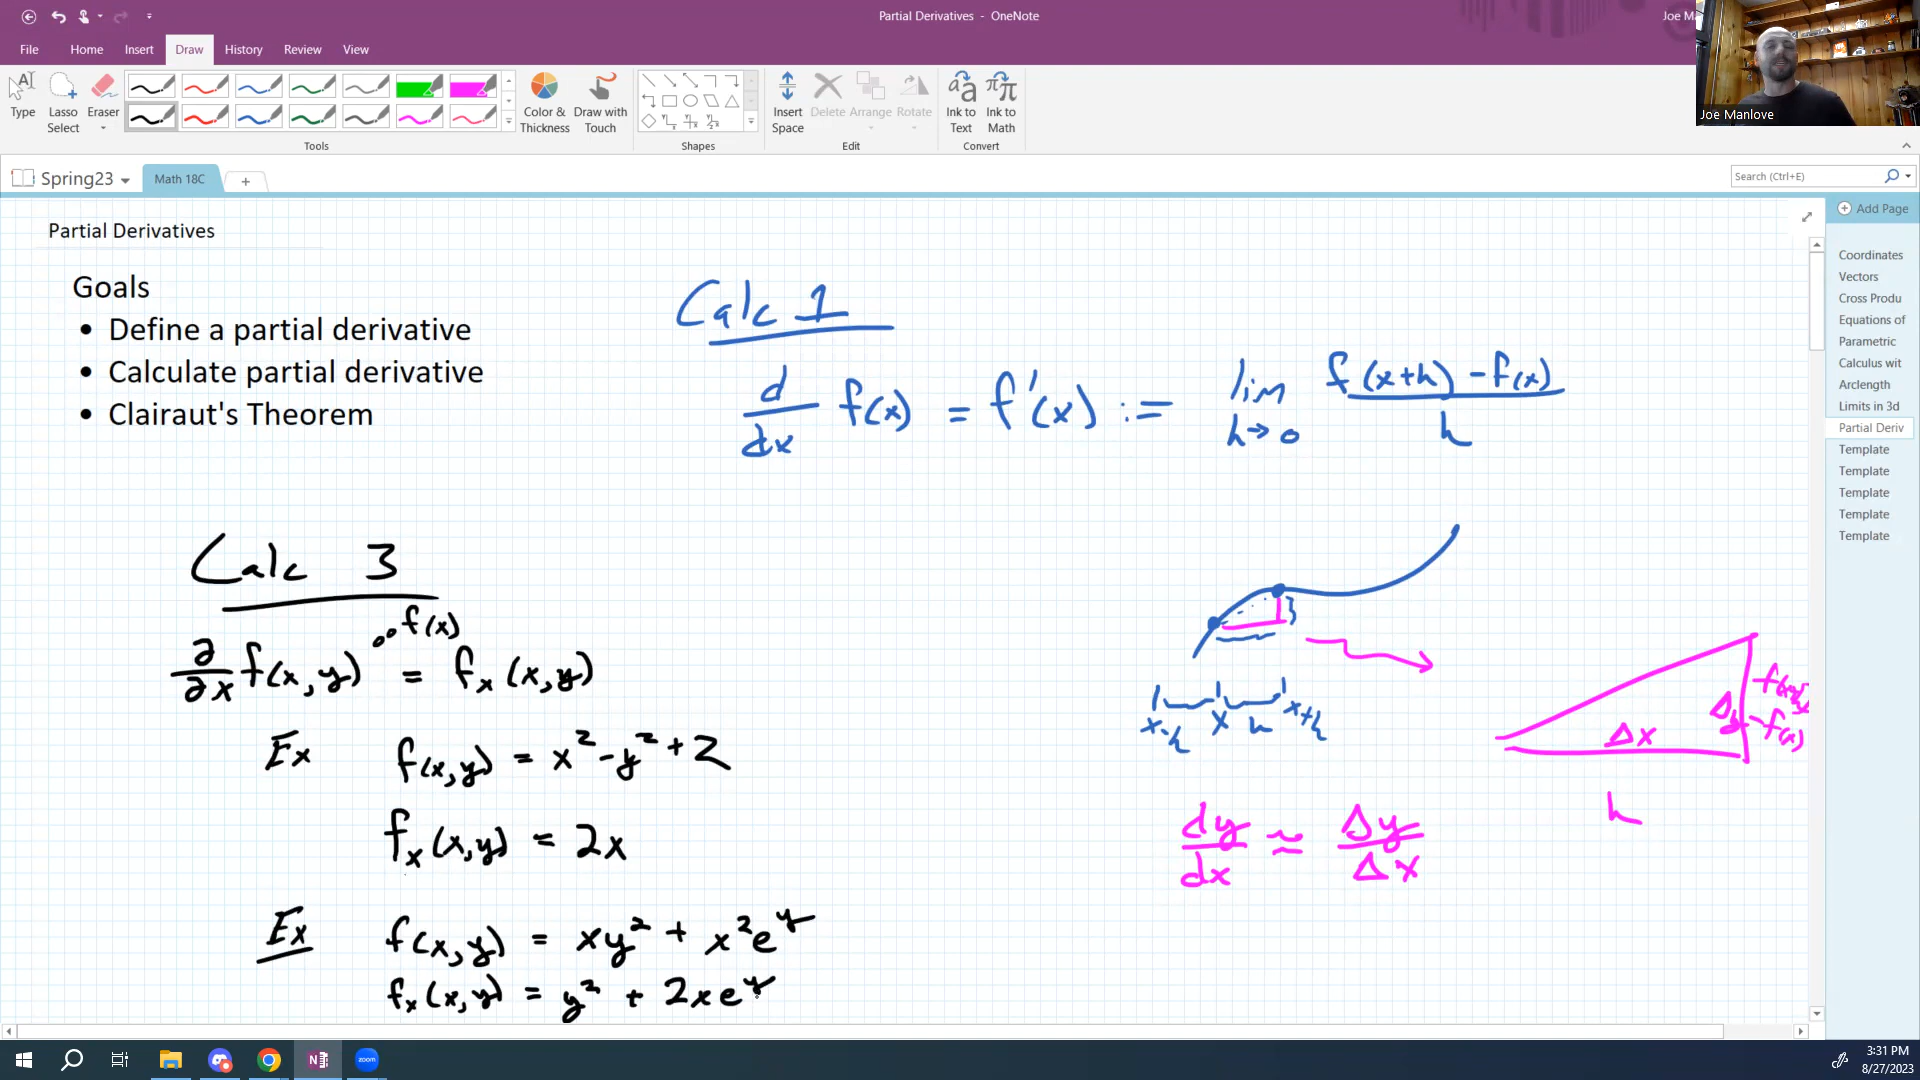 Partial Derivatives - OneNote
Joe Ma
File Home Insert Draw History Review View
Type
Lasso Select
Eraser
Color & Thickness
Draw with Touch
Insert Space
Delete
Arrange
Rotate
Ink to Text
Ink to Math
Tools
Shapes
Edit
Convert
Joe Manlove
Spring23
Math 18C
Search (Ctrl+E)
Add Page
Coordinates
Vectors
Cross Produ
Equations of
Parametric
Calculus wit
Arclength
Limits in 3d
Partial Deriv
Template
Template
Template
Template
Template
Partial Derivatives
Goals
• Define a partial derivative
• Calculate partial derivative
• Clairaut's Theorem
Calc 1
d/dx f(x) = f'(x) := lim h→0 (f(x+h) - f(x))/h
Calc 3
f(x)
∂/∂x f(x,y) = f_x(x,y)
Ex f(x,y) = x² - y² + 2
f_x(x,y) = 2x
Ex f(x,y) = xy² + x²e^y
f_x(x,y) = y² + 2xe^y
x-h x h x+h
Δx
Δy
-f(x)
h
dy/dx ≈ Δy/Δx
zoom
3:31 PM
8/27/2023